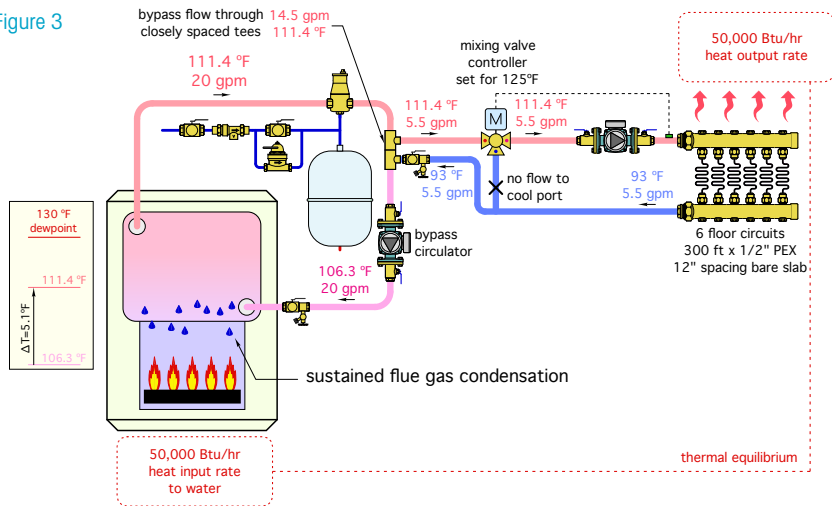 Figure 3
bypass flow through
closely spaced tees
14.5 gpm
111.4 ºF
111.4 ºF
20 gpm
mixing valve
controller
set for 125ºF
50,000 Btu/hr
heat output rate
111.4 ºF
5.5 gpm
M
111.4 ºF
5.5 gpm
93 ºF
5.5 gpm
no flow to
cool port
93 ºF
5.5 gpm
130 ºF
dewpoint
111.4 ºF
ΔT=5.1ºF
106.3 ºF
bypass
circulator
6 floor circuits
300 ft x 1/2" PEX
12" spacing bare slab
106.3 ºF
20 gpm
sustained flue gas condensation
50,000 Btu/hr
heat input rate
to water
thermal equilibrium